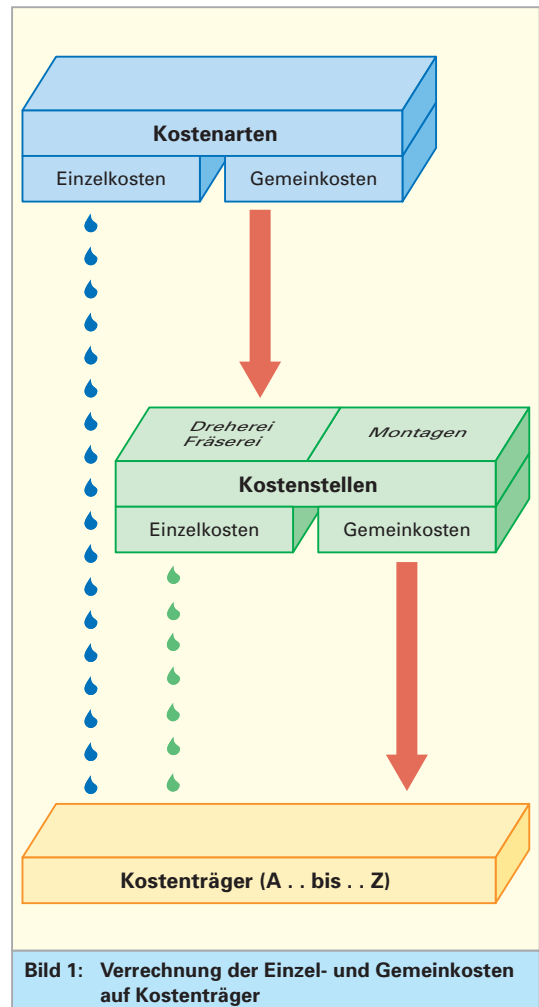 Kostenarten
Einzelkosten
Gemeinkosten
Dreherei
Fräserei
Montagen
Kostenstellen
Einzelkosten
Gemeinkosten
Kostenträger (A . . bis . . Z)
Bild 1: Verrechnung der Einzel- und Gemeinkosten
auf Kostenträger